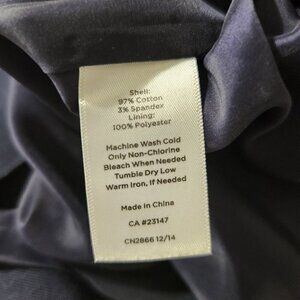 Shell:
97% Cotton
3% Spandex
Lining:
100% Polyester
Machine Wash Cold
Only Non-Chlorine
Bleach When Needed
Tumble Dry Low
Warm Iron, If Needed
Made in China
CA #23147
CN2866 12/14